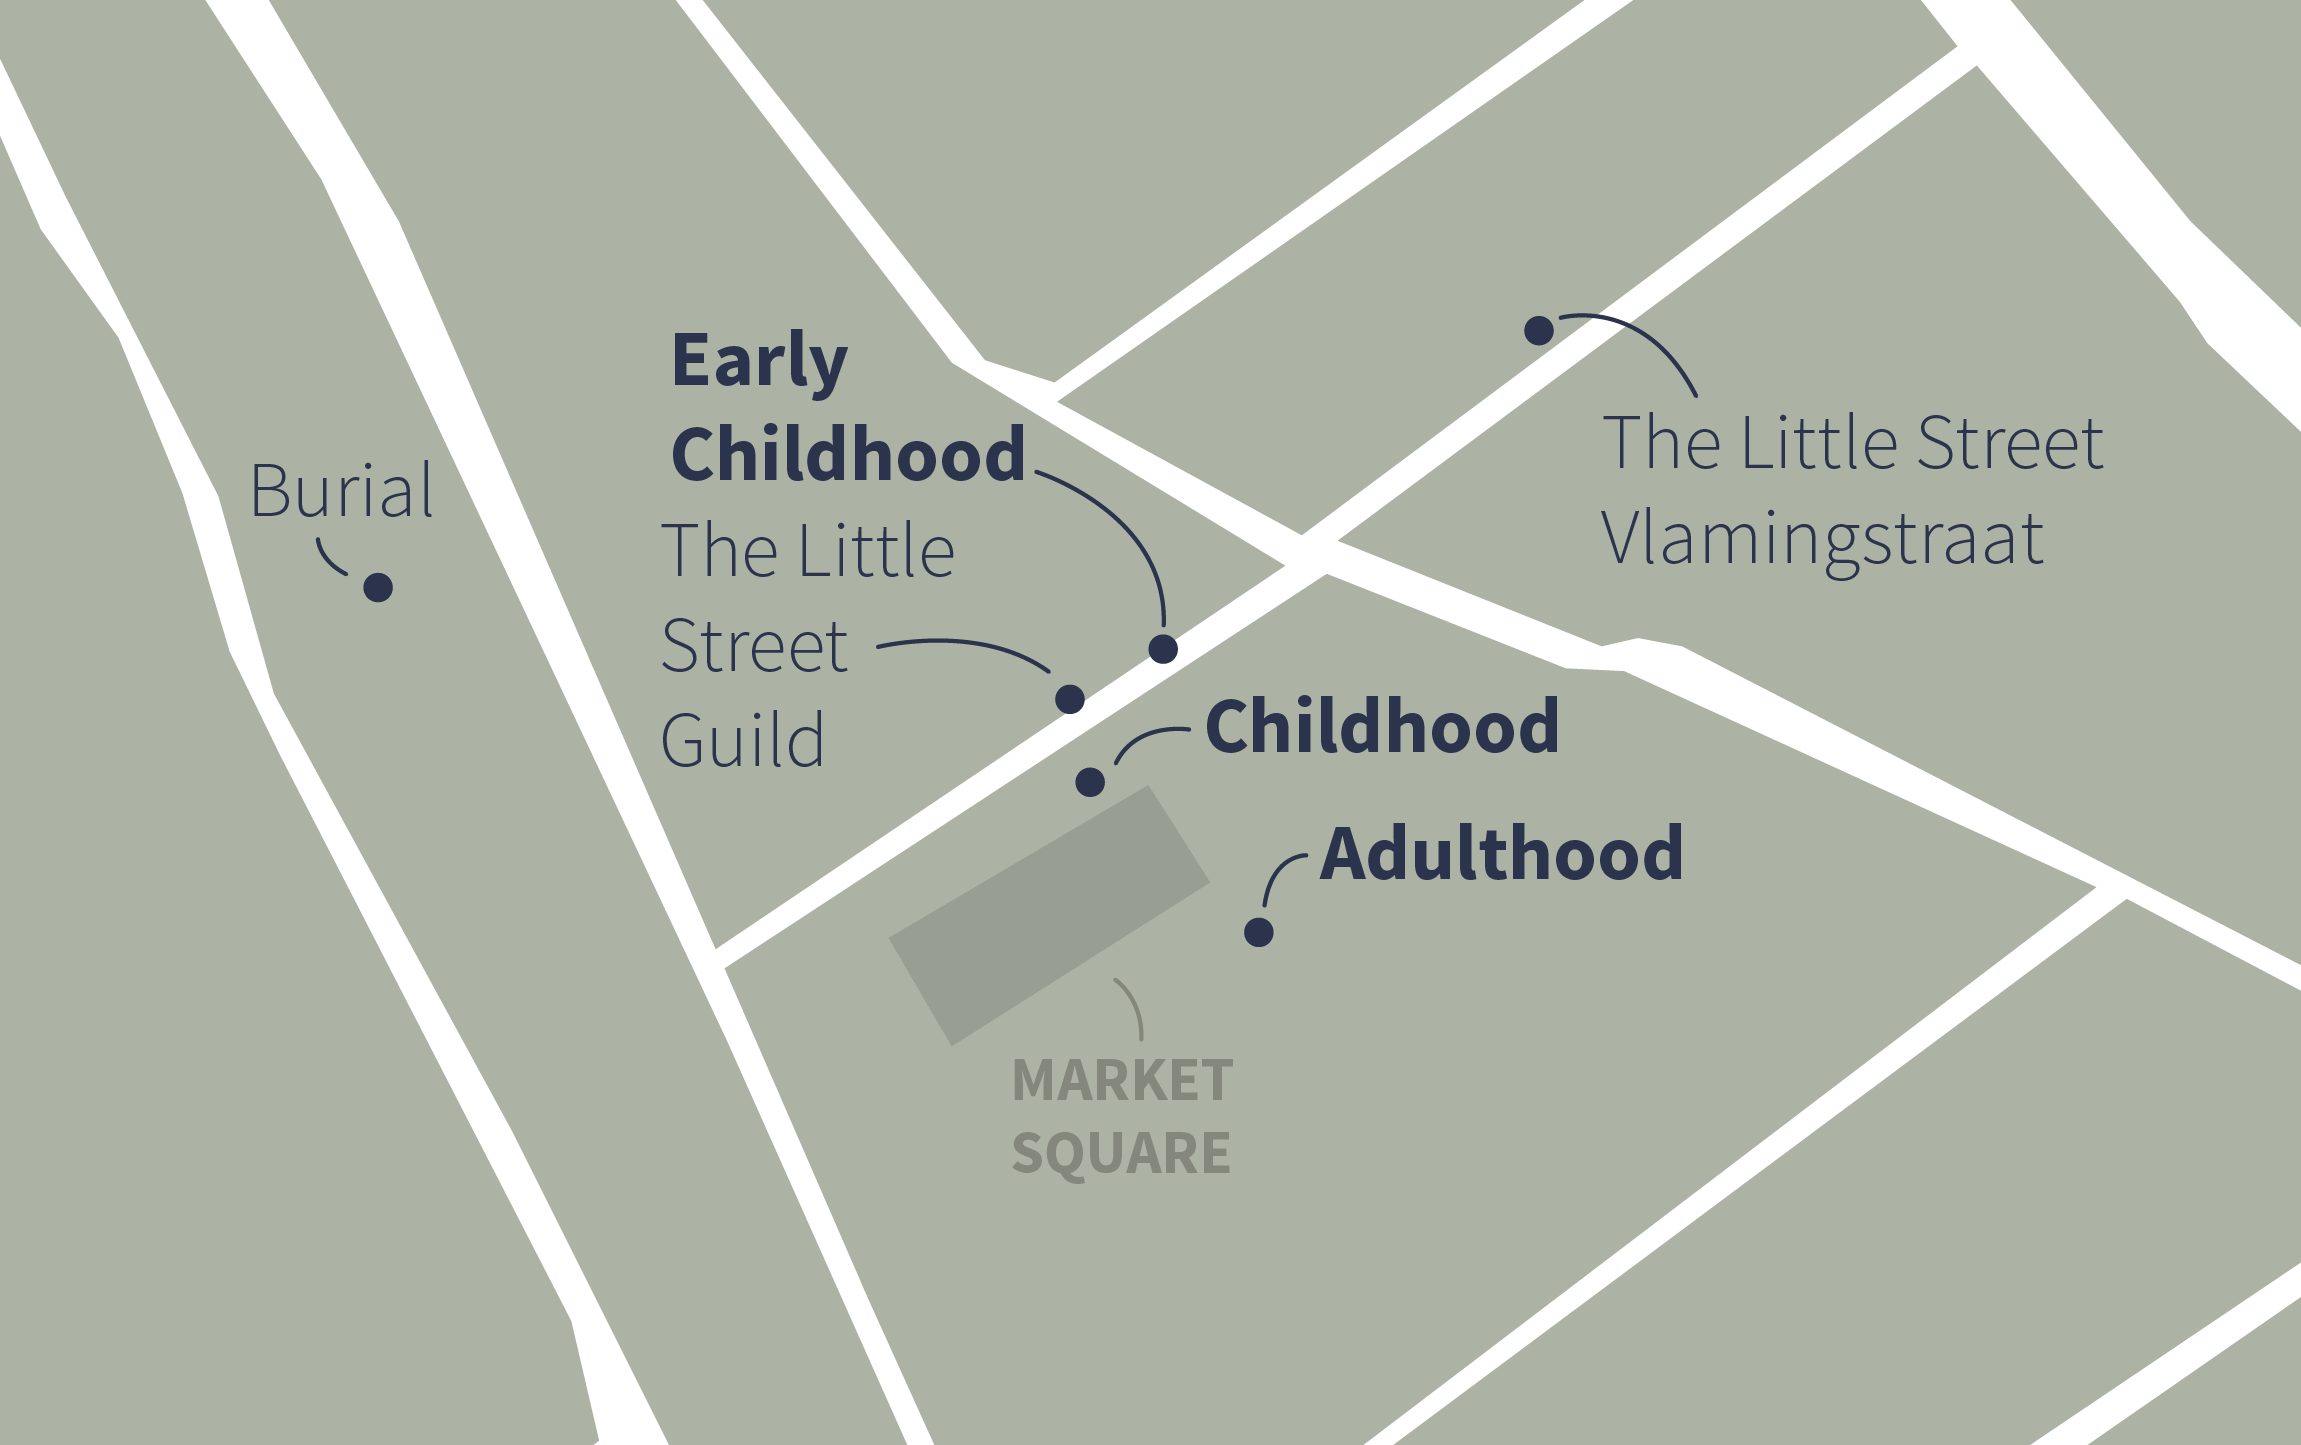 Early
Childhood
The Little
Street
Guild
Burial
The Little Street
Vlamingstraat
Childhood
Adulthood
MARKET
SQUARE